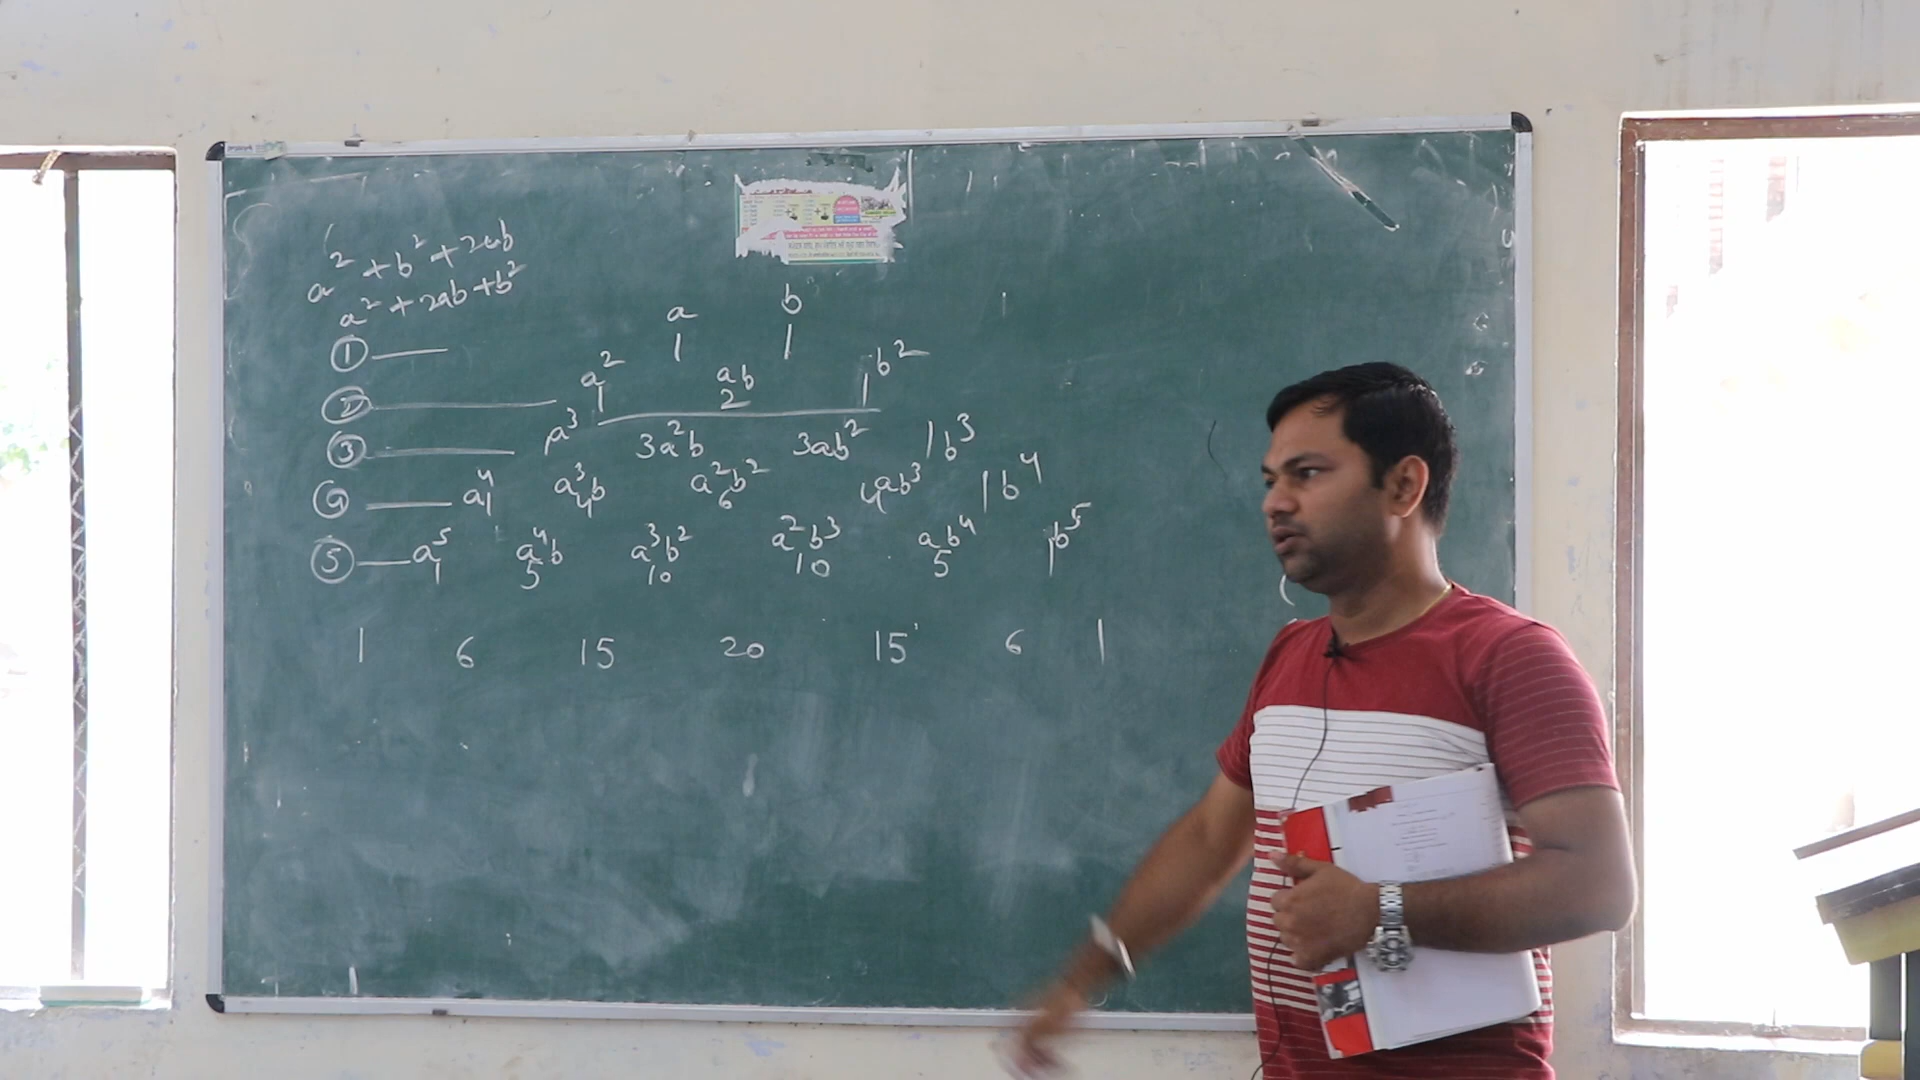 a² + b² + 2ab
a² + 2ab + b²
a b
① 1 1
a² ab b²
② 1 2 1
③ 1a³ 3a²b 3ab² 1b³
④ a⁴ a³b a²b² 4ab³ 1b⁴
1 4 6
⑤ a⁵ a⁴b a³b² a²b³ ab⁴ 1b⁵
1 5 10 10 5
1 6 15 20 15 6 1